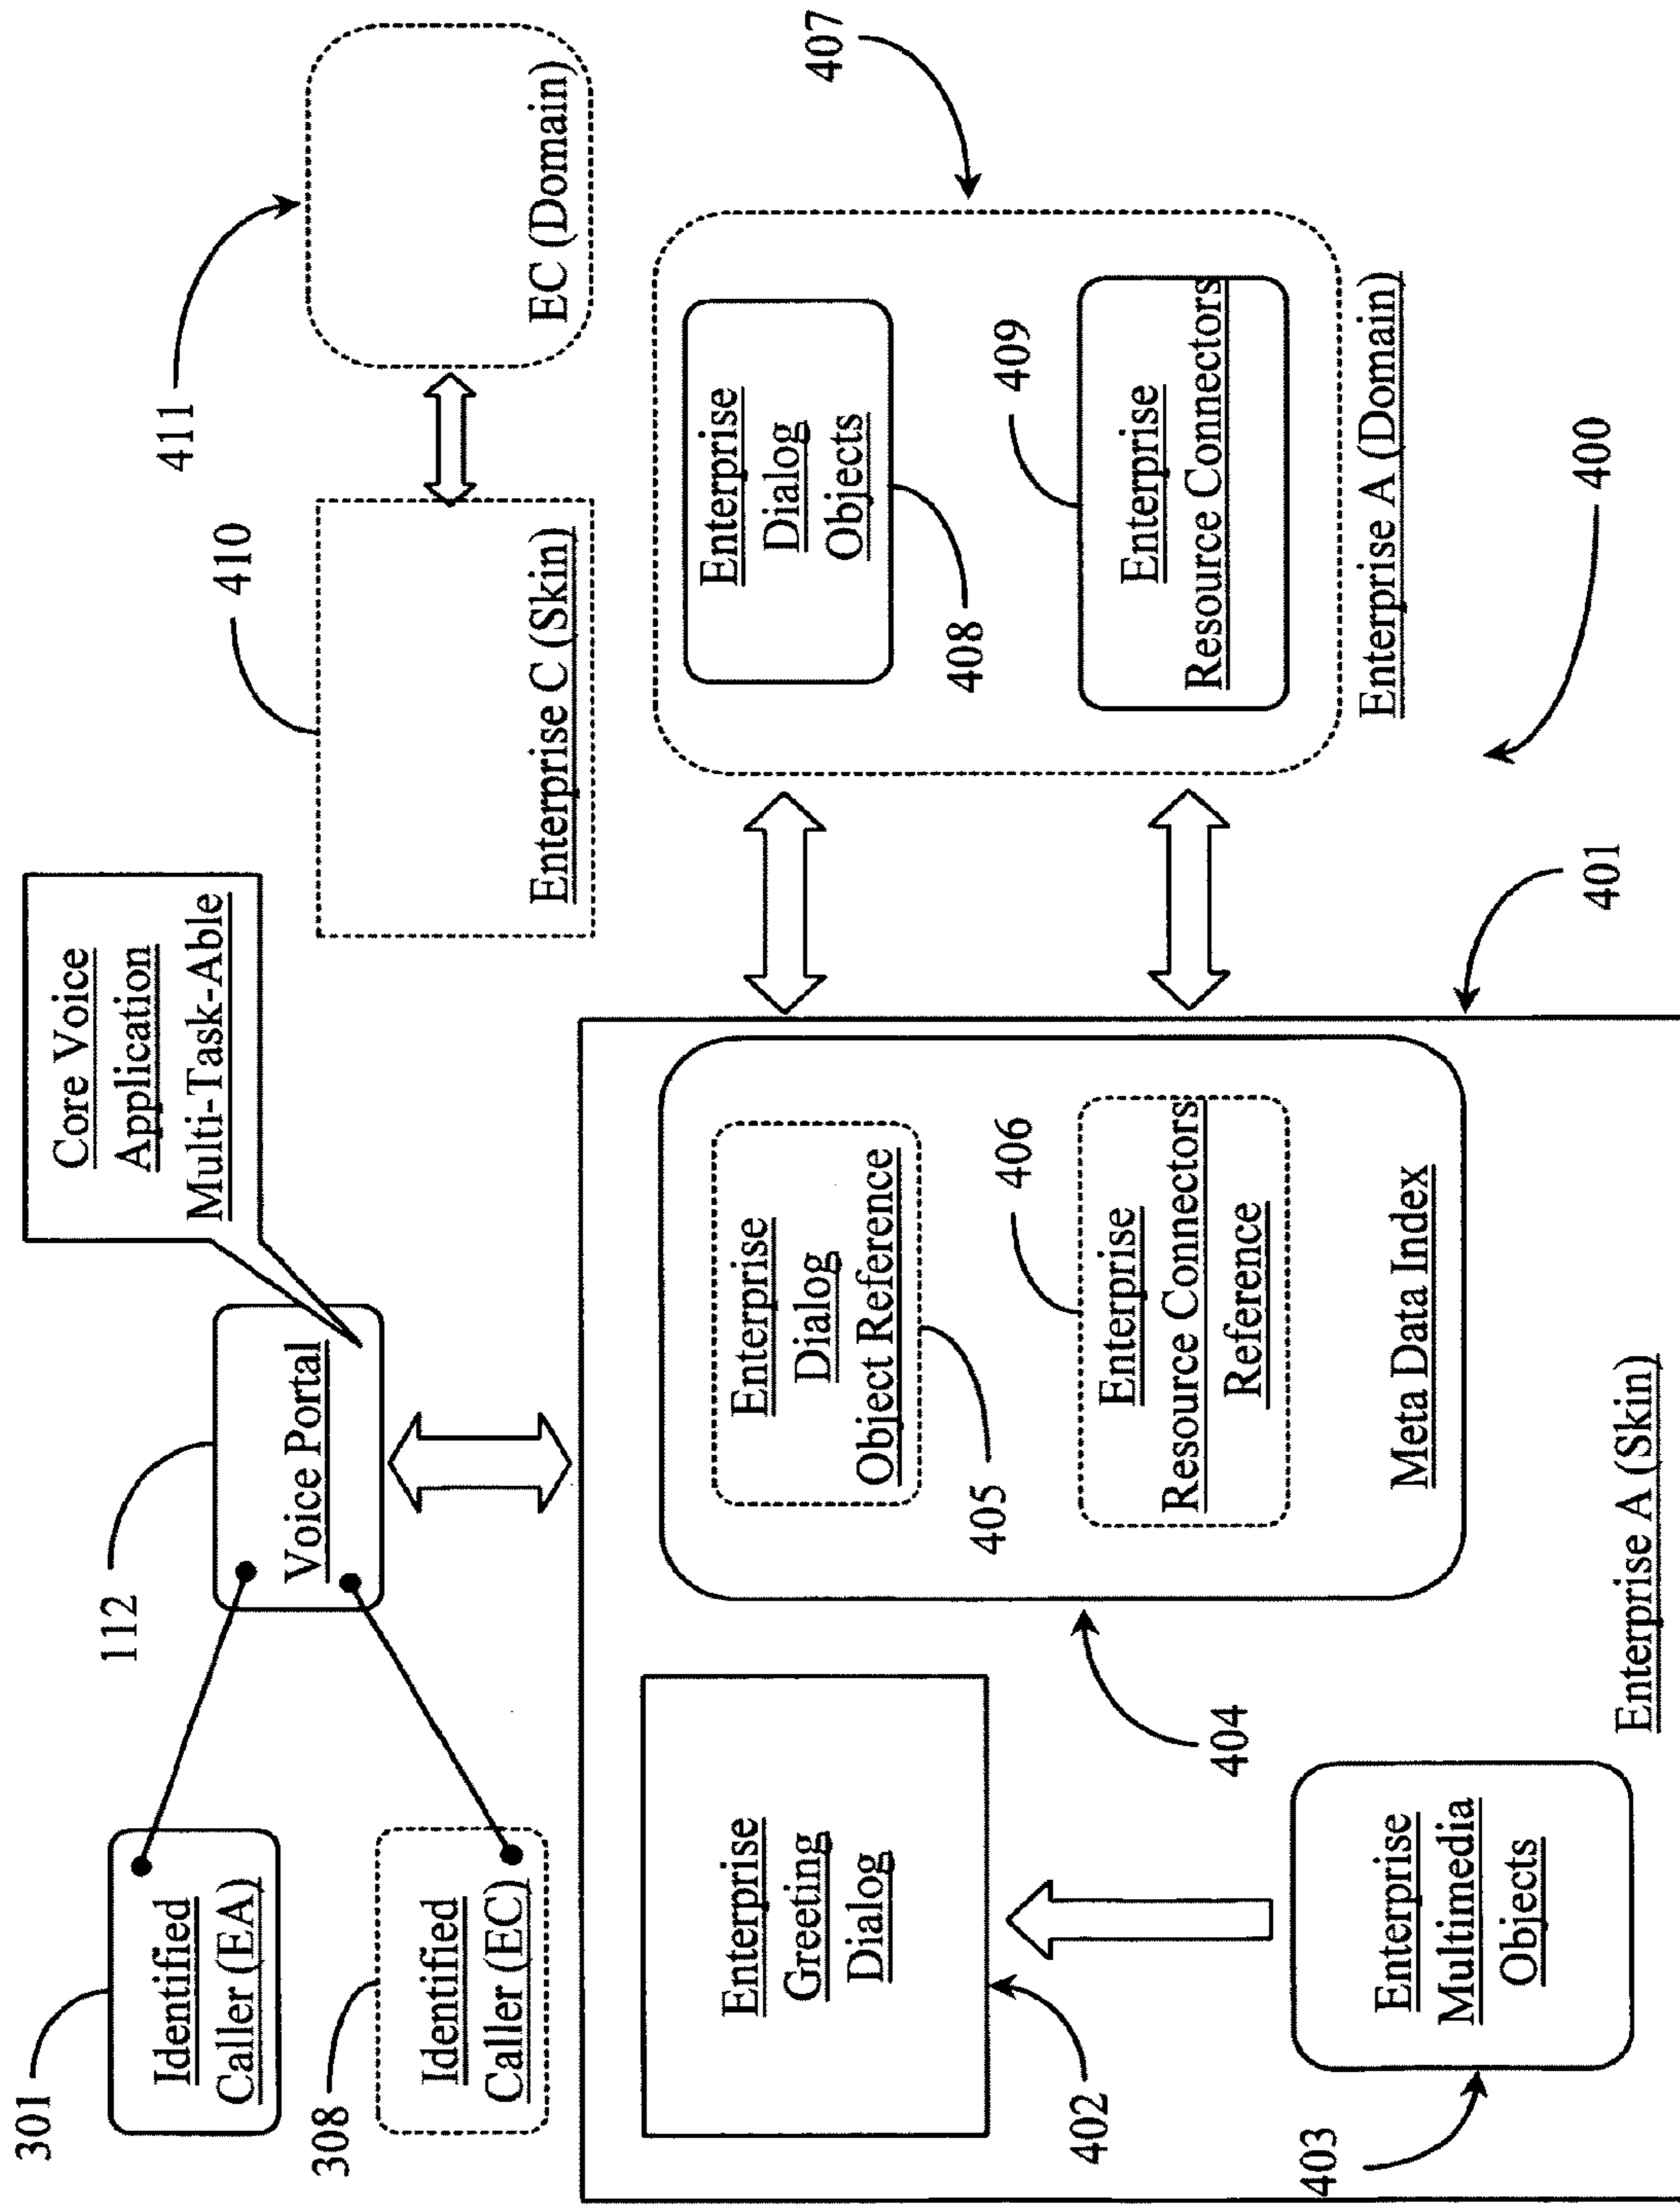 301
Identified
Caller (EA)
308
Identified
Caller (EC)
112
Voice Portal
Core Voice
Application
Multi-Task-Able
410
Enterprise C (Skin)
411
EC (Domain)
Enterprise
Greeting
Dialog
402
403
Enterprise
Multimedia
Objects
404
Enterprise
Dialog
Object Reference
405
406
Enterprise
Resource Connectors
Reference
Meta Data Index
Enterprise A (Skin)
401
407
Enterprise
Dialog
Objects
408
409
Enterprise
Resource Connectors
Enterprise A (Domain)
400